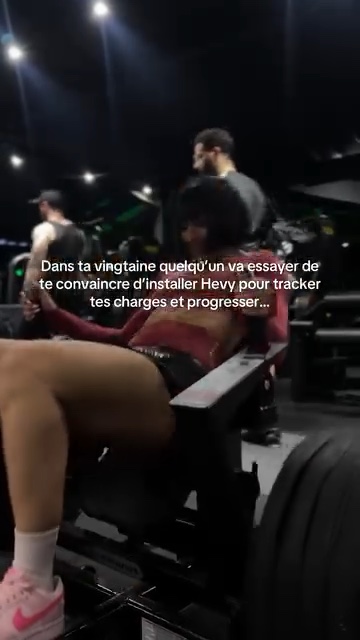 Dans ta vingtaine quelqu'un va essayer de
te convaincre d'installer Hevy pour tracker
tes charges et progresser...